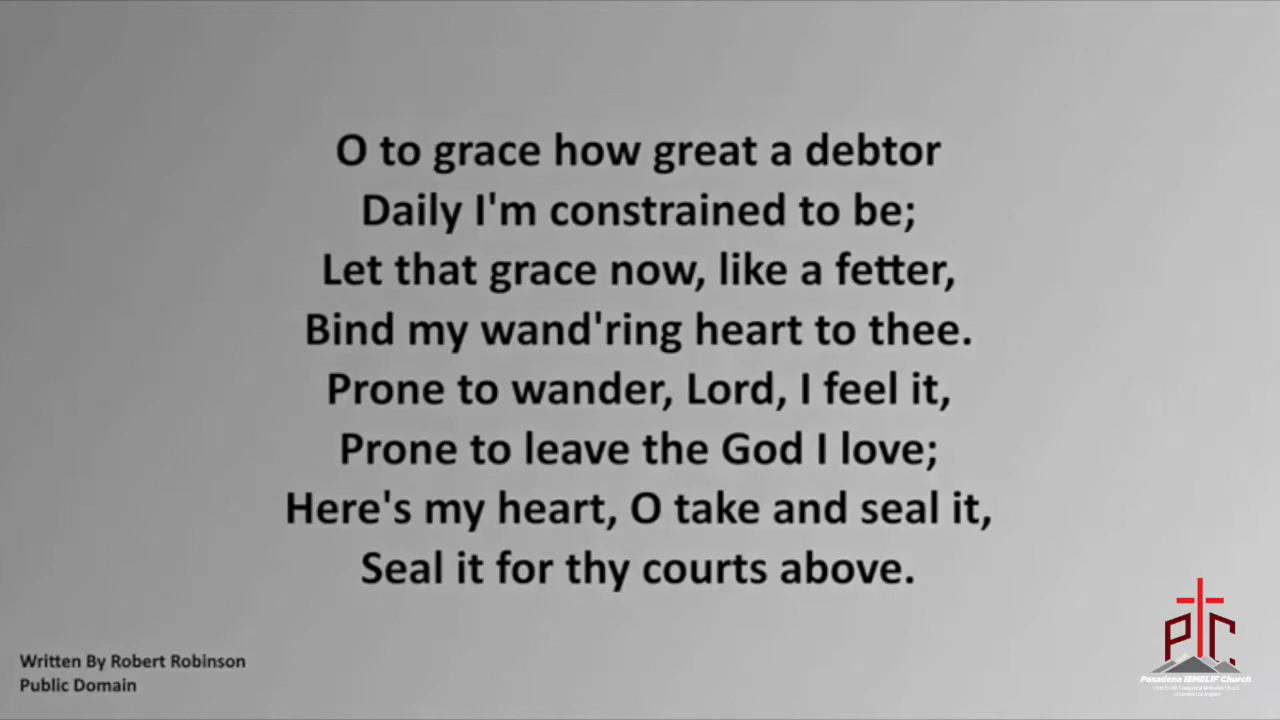 O to grace how great a debtor
Daily I'm constrained to be;
Let that grace now, like a fetter,
Bind my wand'ring heart to thee.
Prone to wander, Lord, I feel it,
Prone to leave the God I love;
Here's my heart, O take and seal it,
Seal it for thy courts above.
Written By Robert Robinson
Public Domain
PTC
Pasadena IEMELIF Church